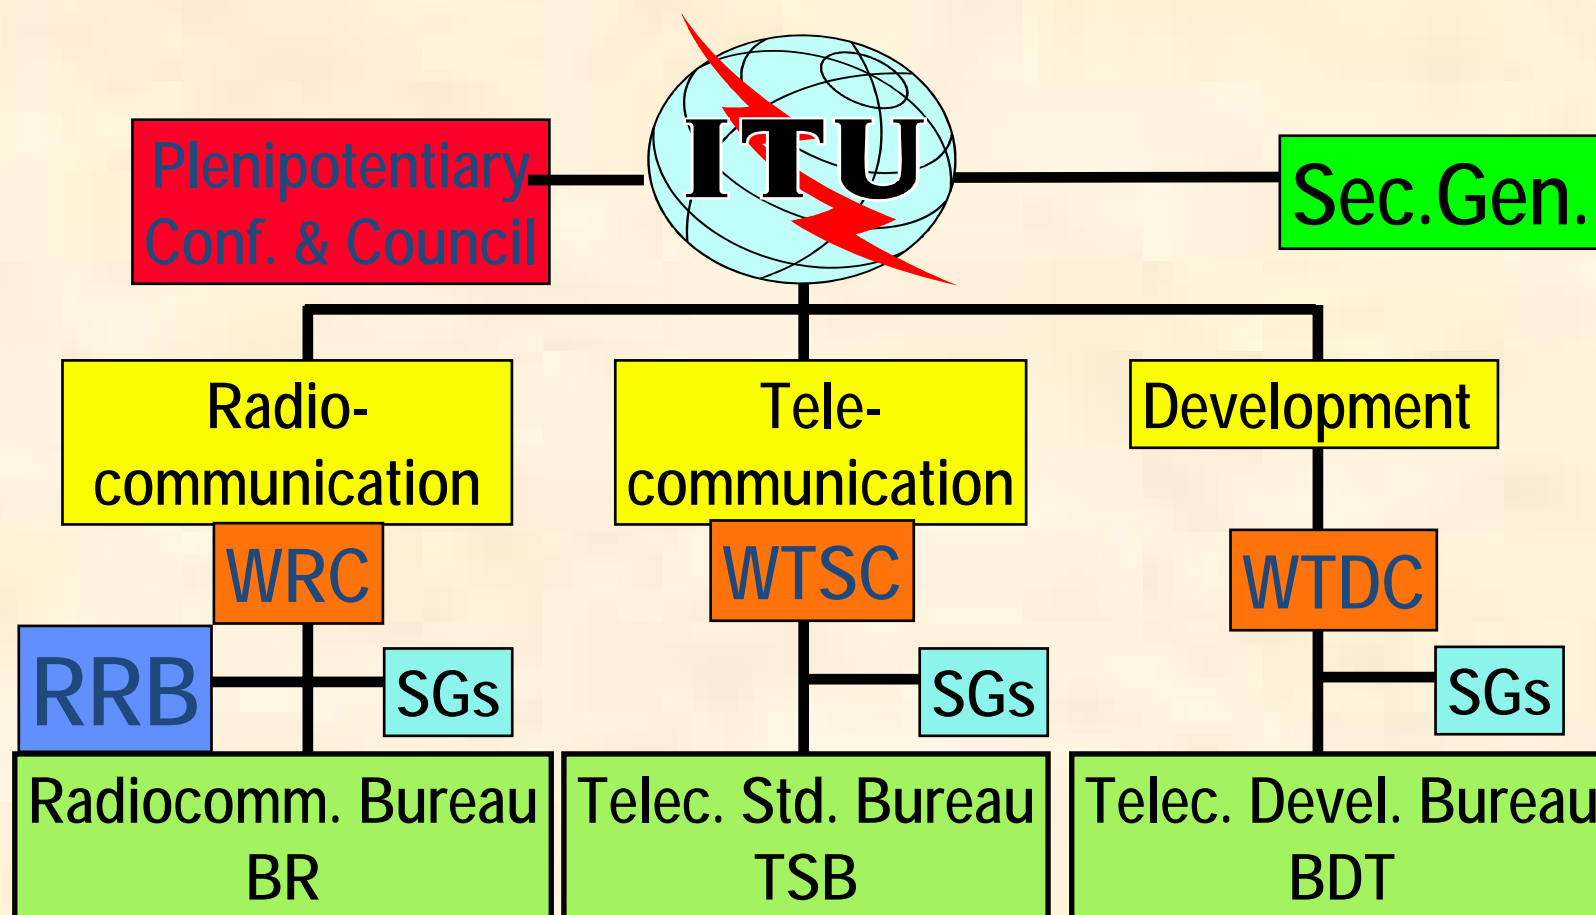 ITU
Plenipotentiary
Conf. & Council
Sec.Gen.
Radio-
communication
Tele-
communication
Development
WRC
WTSC
WTDC
RRB
SGs
SGs
SGs
Radiocomm. Bureau
BR
Telec. Std. Bureau
TSB
Telec. Devel. Bureau
BDT